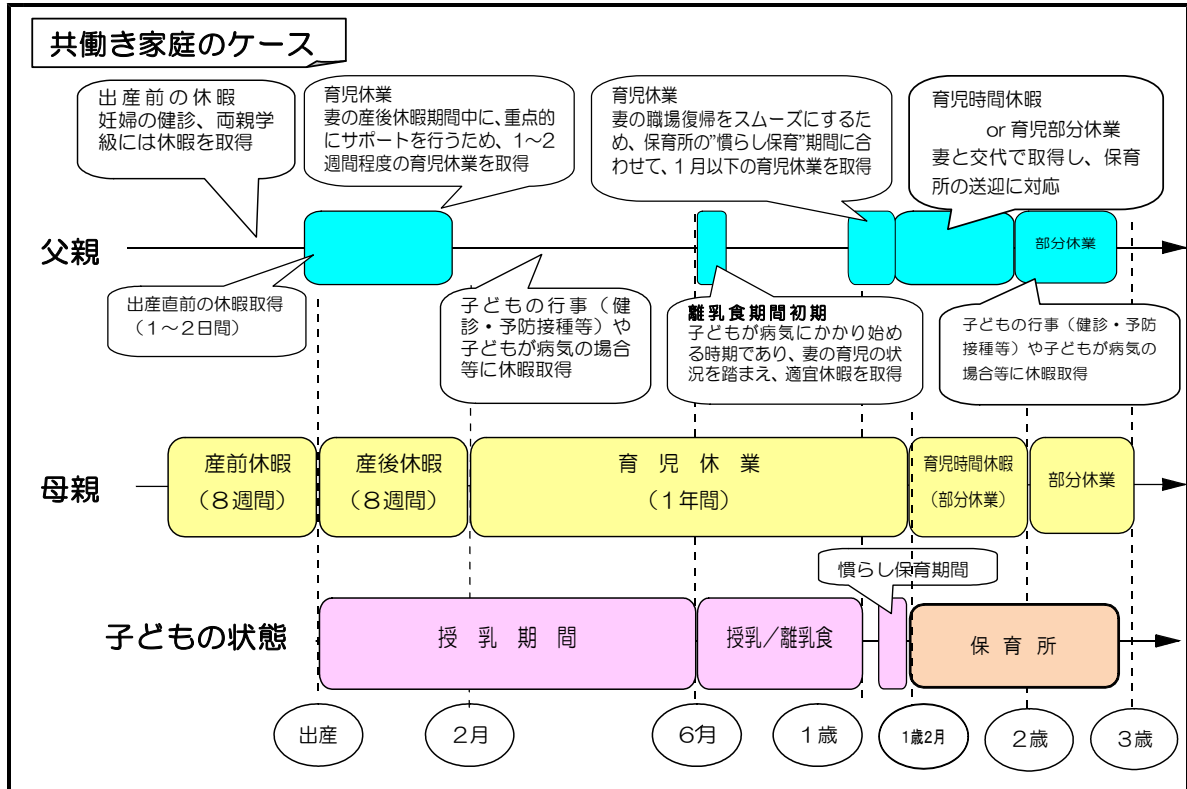 共働き家庭のケース
出産前の休暇
妊婦の健診、両親学
級には休暇を取得
育児休業
妻の産後休暇期間中に、重点的
にサポートを行うため、1～2
週間程度の育児休業を取得
育児休業
妻の職場復帰をスムーズにするた
め、保育所の”慣らし保育”期間に合
わせて、1月以下の育児休業を取得
育児時間休暇
or 育児部分休業
妻と交代で取得し、保育
所の送迎に対応
父親
部分休業
出産直前の休暇取得
（1～2日間）
子どもの行事（健
診・予防接種等）や
子どもが病気の場合
等に休暇取得
離乳食期間初期
子どもが病気にかかり始め
る時期であり、妻の育児の状
況を踏まえ、適宜休暇を取得
子どもの行事（健診・予防
接種等）や子どもが病気の
場合等に休暇取得
母親
産前休暇
（8週間）
産後休暇
（8週間）
育児休業
（1年間）
育児時間休暇
（部分休業）
部分休業
慣らし保育期間
子どもの状態
授乳期間
授乳／離乳食
保育所
出産
2月
6月
1歳
1歳2月
2歳
3歳